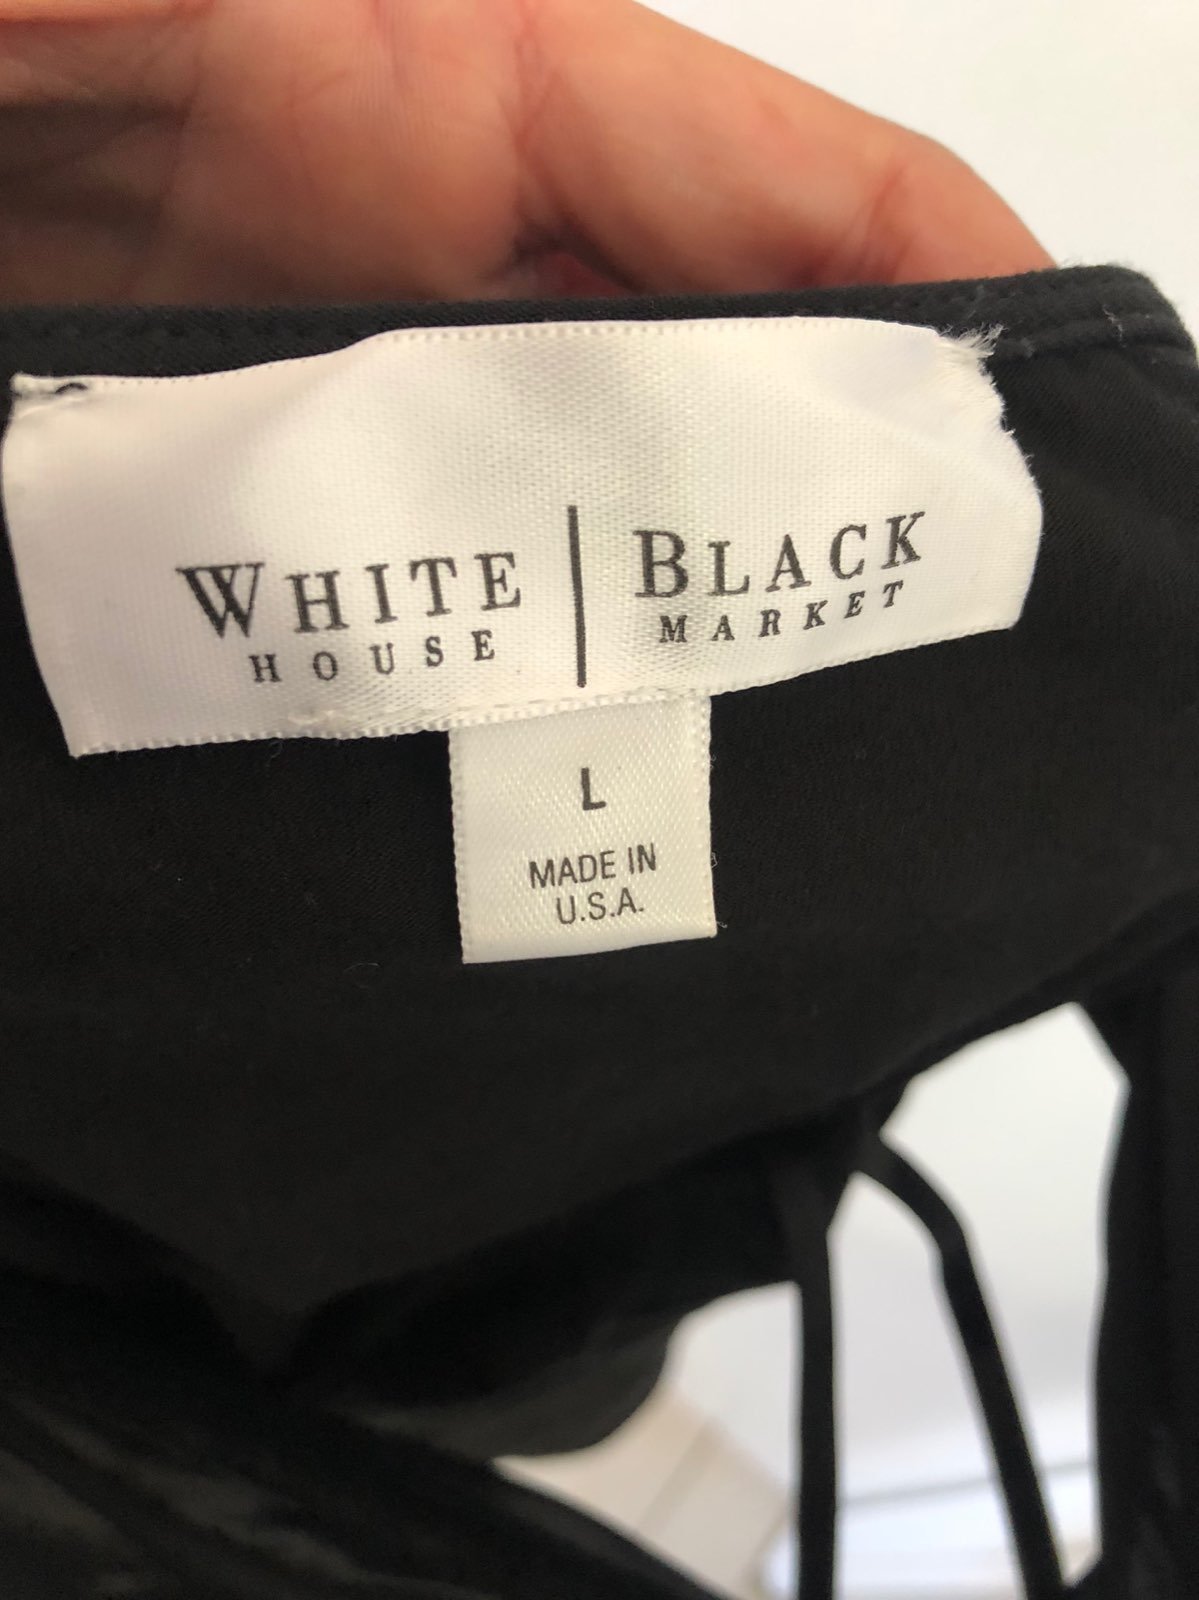 WHITE | BLACK
HOUSE MARKET
L
MADE IN
U.S.A.